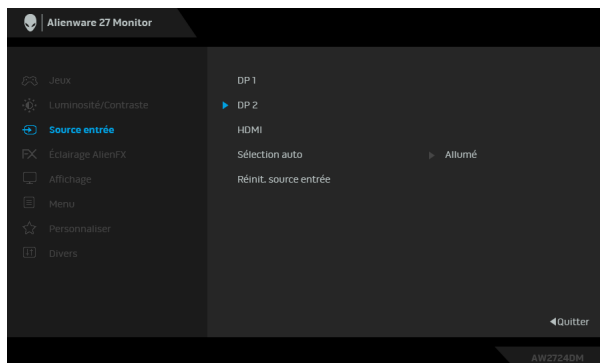 Alienware 27 Monitor
Jeux
Luminosité/Contraste
Source entrée
FX Éclairage AlienFX
Affichage
Menu
Personnaliser
Divers
DP 1
DP 2
HDMI
Sélection auto Allumé
Réinit. source entrée
Quitter
AW2724DM